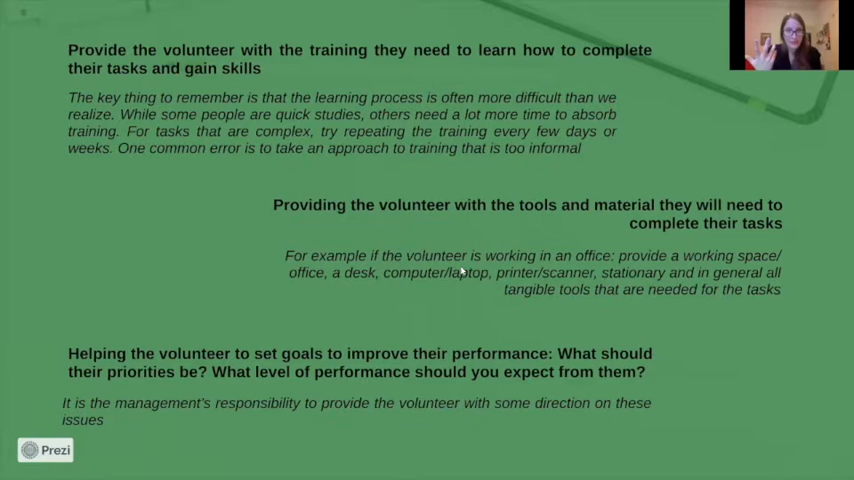 Provide the volunteer with the training they need to learn how to complete
their tasks and gain skills
The key thing to remember is that the learning process is often more difficult than we
realize. While some people are quick studies, others need a lot more time to absorb
training. For tasks that are complex, try repeating the training every few days or
weeks. One common error is to take an approach to training that is too informal
Providing the volunteer with the tools and material they will need to
complete their tasks
For example if the volunteer is working in an office: provide a working space/
office, a desk, computer/laptop, printer/scanner, stationary and in general all
tangible tools that are needed for the tasks
Helping the volunteer to set goals to improve their performance: What should
their priorities be? What level of performance should you expect from them?
It is the management's responsibility to provide the volunteer with some direction on these
issues
Prezi